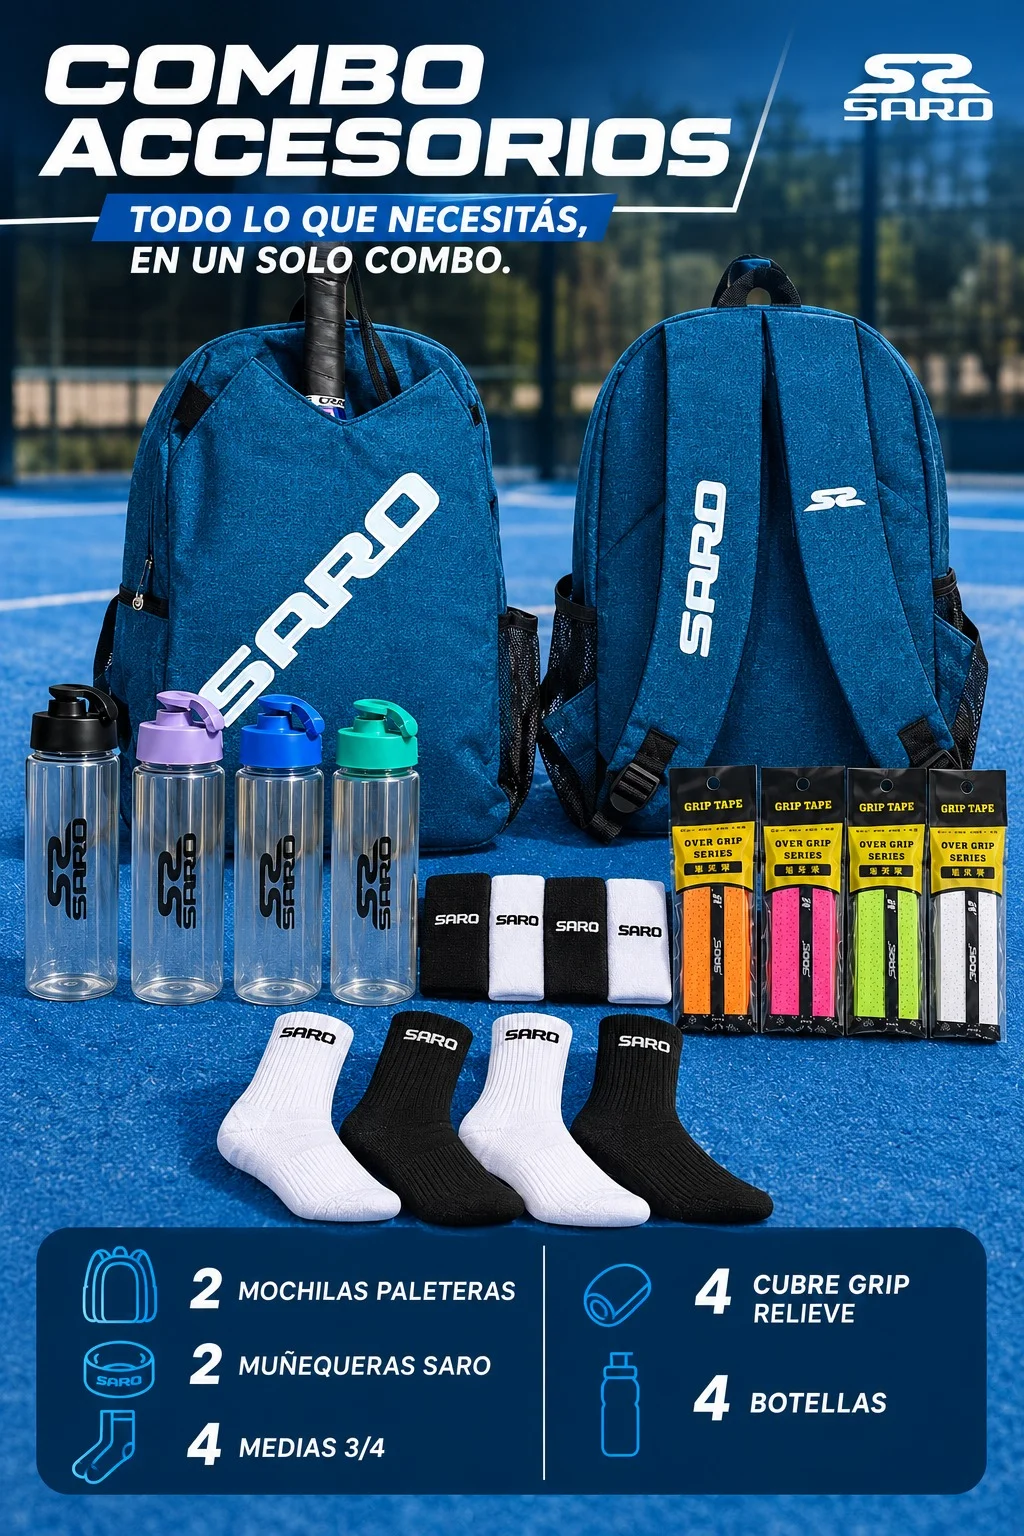 COMBO
ACCESORIOS
SARO
TODO LO QUE NECESITÁS,
EN UN SOLO COMBO.
SARO
SARO
SARO
SARO
SARO
SARO
SARO
SARO
SARO
SARO
GRIP TAPE
OVER GRIP
SERIES
SARO
GRIP TAPE
OVER GRIP
SERIES
SARO
GRIP TAPE
OVER GRIP
SERIES
SARO
GRIP TAPE
OVER GRIP
SERIES
SARO
SARO
SARO
SARO
SARO
2 MOCHILAS PALETERAS
SARO
2 MUÑEQUERAS SARO
4 MEDIAS 3/4
4 CUBRE GRIP
RELIEVE
4 BOTELLAS